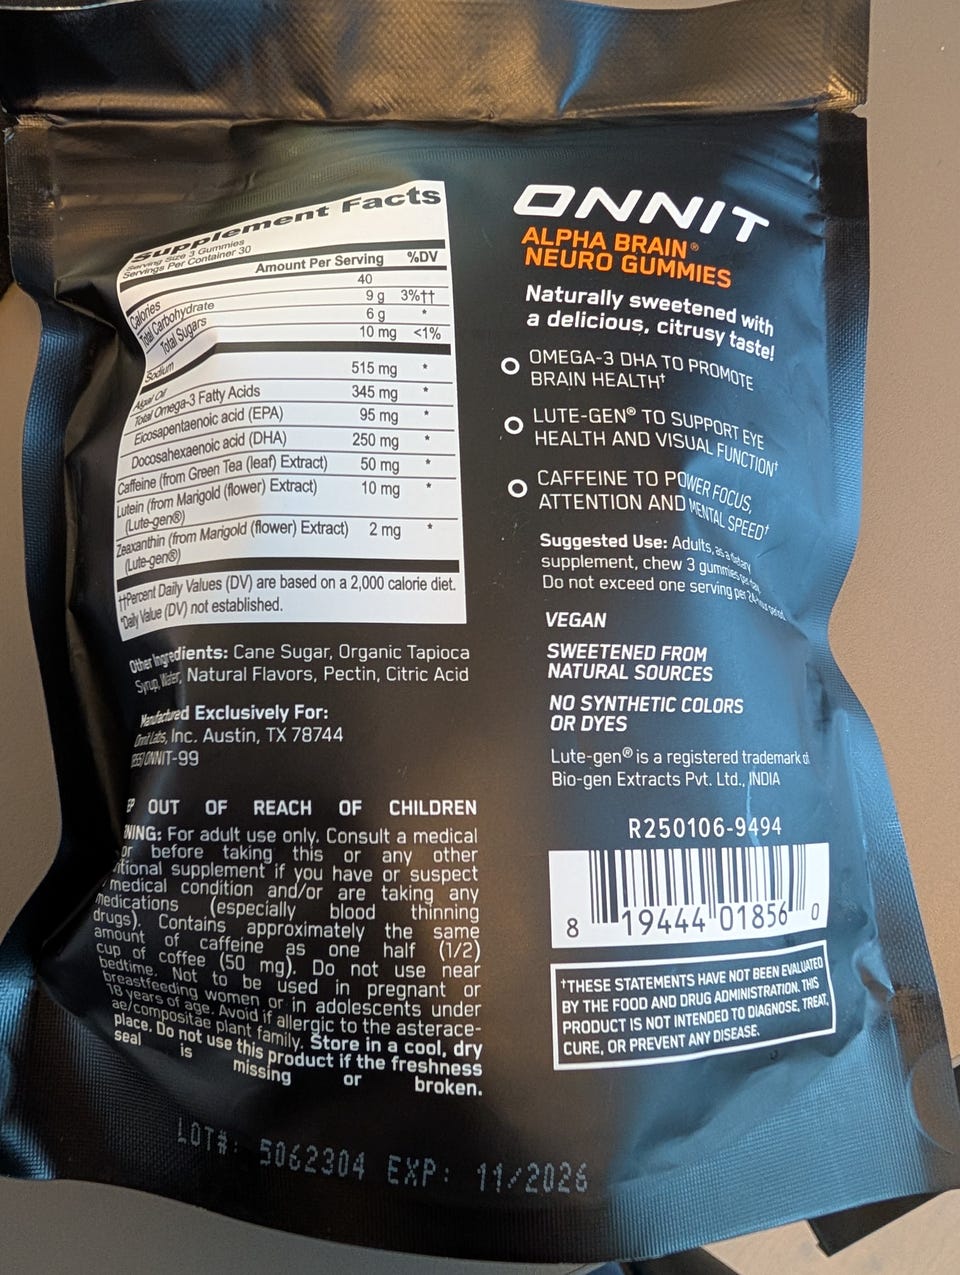 Supplement Facts
Serving Size 3 Gummies
Servings Per Container 30
Amount Per Serving %DV
Calories 40
Total Carbohydrate 9 g 3%††
Total Sugars 6 g *
Sodium 10 mg <1%
Algal Oil 515 mg *
Total Omega-3 Fatty Acids 345 mg *
Eicosapentaenoic acid (EPA) 95 mg *
Docosahexaenoic acid (DHA) 250 mg *
Caffeine (from Green Tea (leaf) Extract) 50 mg *
Lutein (from Marigold (flower) Extract) 10 mg *
(Lute-gen®)
Zeaxanthin (from Marigold (flower) Extract) 2 mg *
(Lute-gen®)
††Percent Daily Values (DV) are based on a 2,000 calorie diet.
*Daily Value (DV) not established.
Other Ingredients: Cane Sugar, Organic Tapioca
Syrup, Water, Natural Flavors, Pectin, Citric Acid
Manufactured Exclusively For:
Onnit Labs, Inc. Austin, TX 78744
(855) ONNIT-99
EP OUT OF REACH OF CHILDREN
NING: For adult use only. Consult a medical
or before taking this or any other
itional supplement if you have or suspect
medical condition and/or are taking any
medications (especially blood thinning
drugs). Contains approximately the same
amount of caffeine as one half (1/2)
cup of coffee (50 mg). Do not use near
bedtime. Not to be used in pregnant or
breastfeeding women or in adolescents under
18 years of age. Avoid if allergic to the asterace-
ae/compositae plant family. Store in a cool, dry
place. Do not use this product if the freshness
seal is missing or broken.
ONNIT
ALPHA BRAIN®
NEURO GUMMIES
Naturally sweetened with
a delicious, citrusy taste!
OMEGA-3 DHA TO PROMOTE
BRAIN HEALTH†
LUTE-GEN® TO SUPPORT EYE
HEALTH AND VISUAL FUNCTION†
CAFFEINE TO POWER FOCUS,
ATTENTION AND MENTAL SPEED†
Suggested Use: Adults, as a dietary
supplement, chew 3 gummies per day.
Do not exceed one serving per 24-hour period.
VEGAN
SWEETENED FROM
NATURAL SOURCES
NO SYNTHETIC COLORS
OR DYES
Lute-gen® is a registered trademark of
Bio-gen Extracts Pvt. Ltd., INDIA
R250106-9494
8 19444 01856 0
†THESE STATEMENTS HAVE NOT BEEN EVALUATED
BY THE FOOD AND DRUG ADMINISTRATION. THIS
PRODUCT IS NOT INTENDED TO DIAGNOSE, TREAT,
CURE, OR PREVENT ANY DISEASE.
LOT#: 5062304 EXP: 11/2026